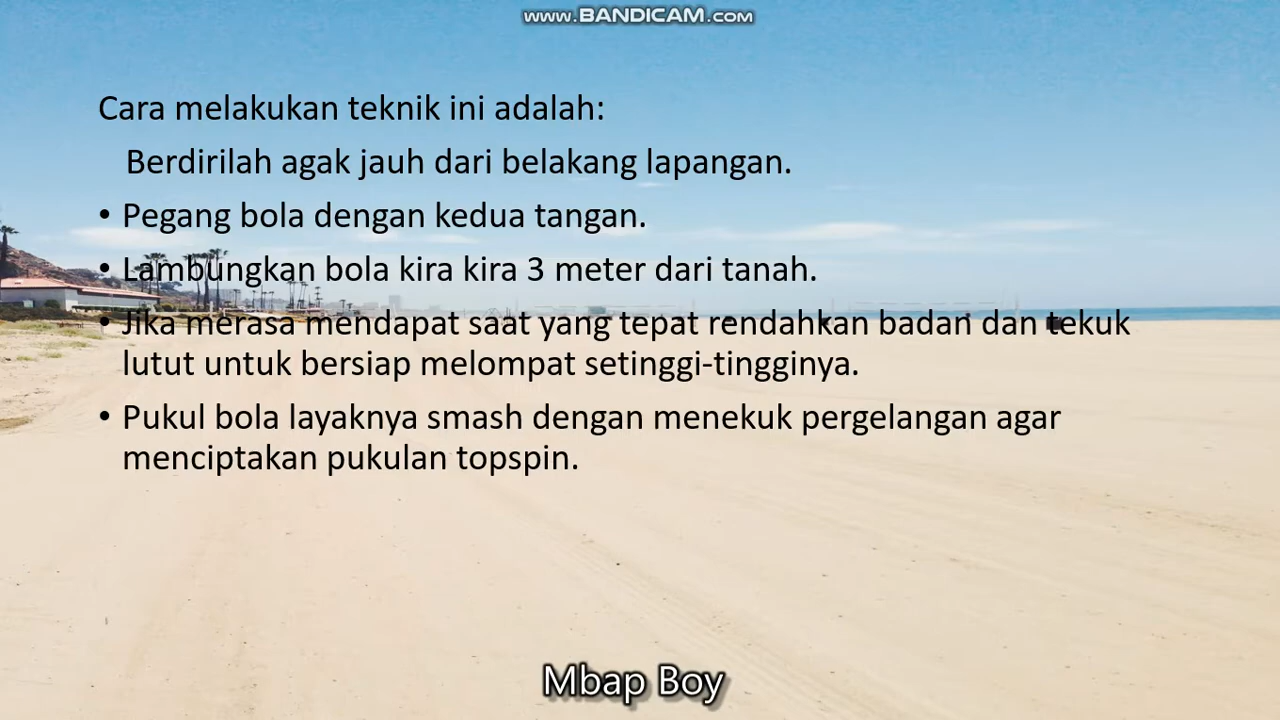 www.BANDICAM.com
Cara melakukan teknik ini adalah:
Berdirilah agak jauh dari belakang lapangan.
• Pegang bola dengan kedua tangan.
• Lambungkan bola kira kira 3 meter dari tanah.
• Jika merasa mendapat saat yang tepat rendahkan badan dan tekuk
lutut untuk bersiap melompat setinggi-tingginya.
• Pukul bola layaknya smash dengan menekuk pergelangan agar
menciptakan pukulan topspin.
Mbap Boy